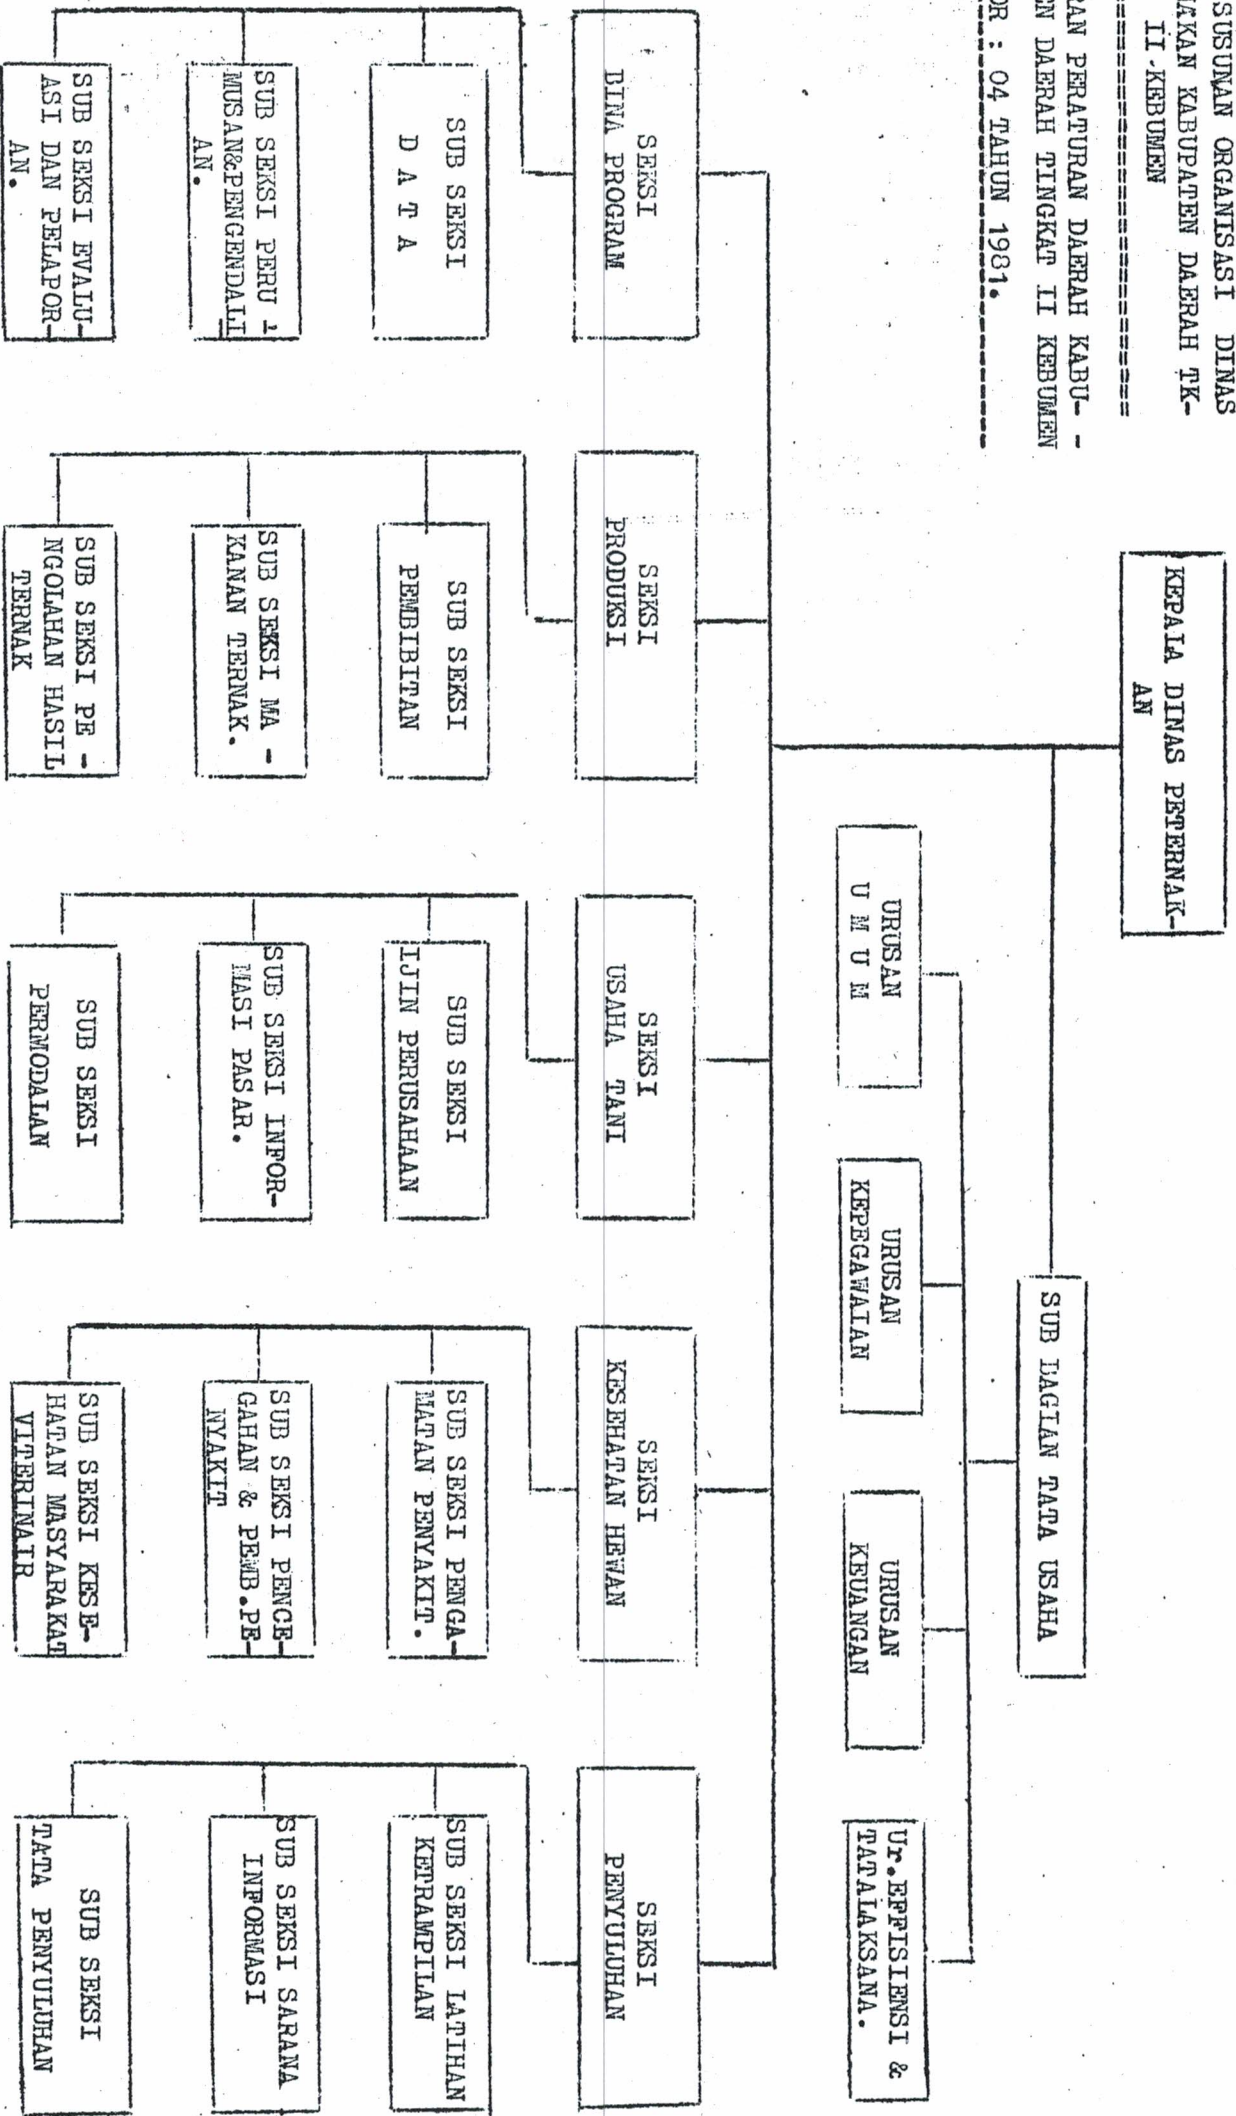 SUSUNAN ORGANISASI DINAS
AKAN KABUPATEN DAERAH TK-
II-KEBUMEN
RAN PERATURAN DAERAH KABU- -
EN DAERAH TINGKAT II KEBUMEN
OR : 04 TAHUN 1981.
KEPALA DINAS PETERNAK-
AN
SUB BAGIAN TATA USAHA
URUSAN
U M U M
URUSAN
KEPEGAWAIAN
URUSAN
KEUANGAN
Ur.EFFISIENSI &
TATALAKSANA.
SEKSI
BINA PROGRAM
SEKSI
PRODUKSI
SEKSI
USAHA TANI
SEKSI
KESEHATAN HEWAN
SEKSI
PENYULUHAN
SUB SEKSI
D A T A
SUB SEKSI PERU -
MUSAN&PENGENDALI
AN.
SUB SEKSI EVALU-
ASI DAN PELAPOR-
AN.
SUB SEKSI
PEMBIBITAN
SUB SEKSI MA -
KANAN TERNAK.
SUB SEKSI PE -
NGOLAHAN HASIL
TERNAK
SUB SEKSI
IJIN PERUSAHAAN
SUB SEKSI INFOR-
MASI PASAR.
SUB SEKSI
PERMODALAN
SUB SEKSI PENGA-
MATAN PENYAKIT.
SUB SEKSI PENCE-
GAHAN & PEMB.PE-
NYAKIT
SUB SEKSI KESE-
HATAN MASYARAKAT
VITERINAIR
SUB SEKSI LATIHAN
KETRAMPILAN
SUB SEKSI SARANA
INFORMASI
SUB SEKSI
TATA PENYULUHAN